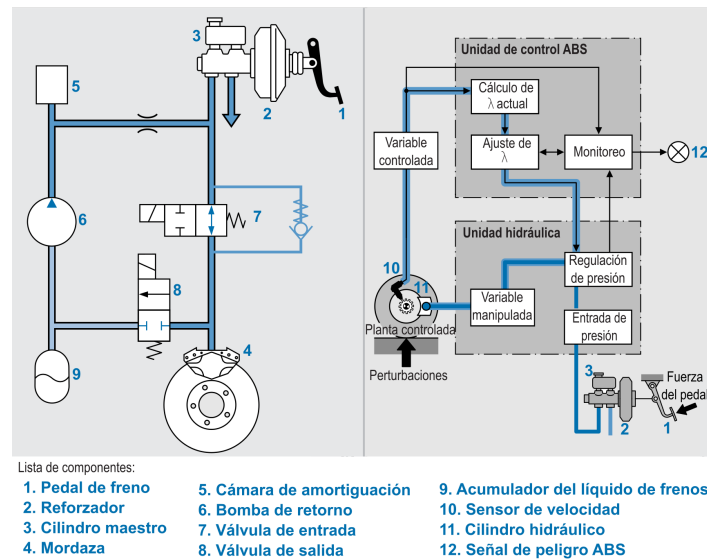 3
5
2
1
6
7
8
4
9
Unidad de control ABS
Cálculo de
λ actual
Variable
controlada
Ajuste de
λ
Monitoreo
12
Unidad hidráulica
10
11
Regulación
de presión
Variable
manipulada
Entrada de
presión
Planta controlada
Perturbaciones
3
Fuerza
del pedal
2
1
Lista de componentes:
1. Pedal de freno
2. Reforzador
3. Cilindro maestro
4. Mordaza
5. Cámara de amortiguación
6. Bomba de retorno
7. Válvula de entrada
8. Válvula de salida
9. Acumulador del líquido de frenos
10. Sensor de velocidad
11. Cilindro hidráulico
12. Señal de peligro ABS